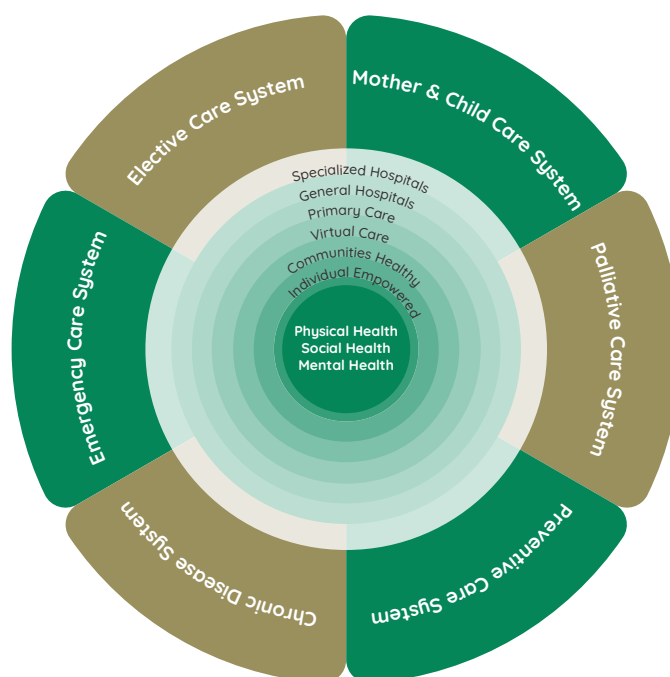 Elective Care System
Mother & Child Care System
Palliative Care System
Preventive Care System
Chronic Disease System
Emergency Care System
Specialized Hospitals
General Hospitals
Primary Care
Virtual Care
Communities Healthy
Individual Empowered
Physical Health
Social Health
Mental Health